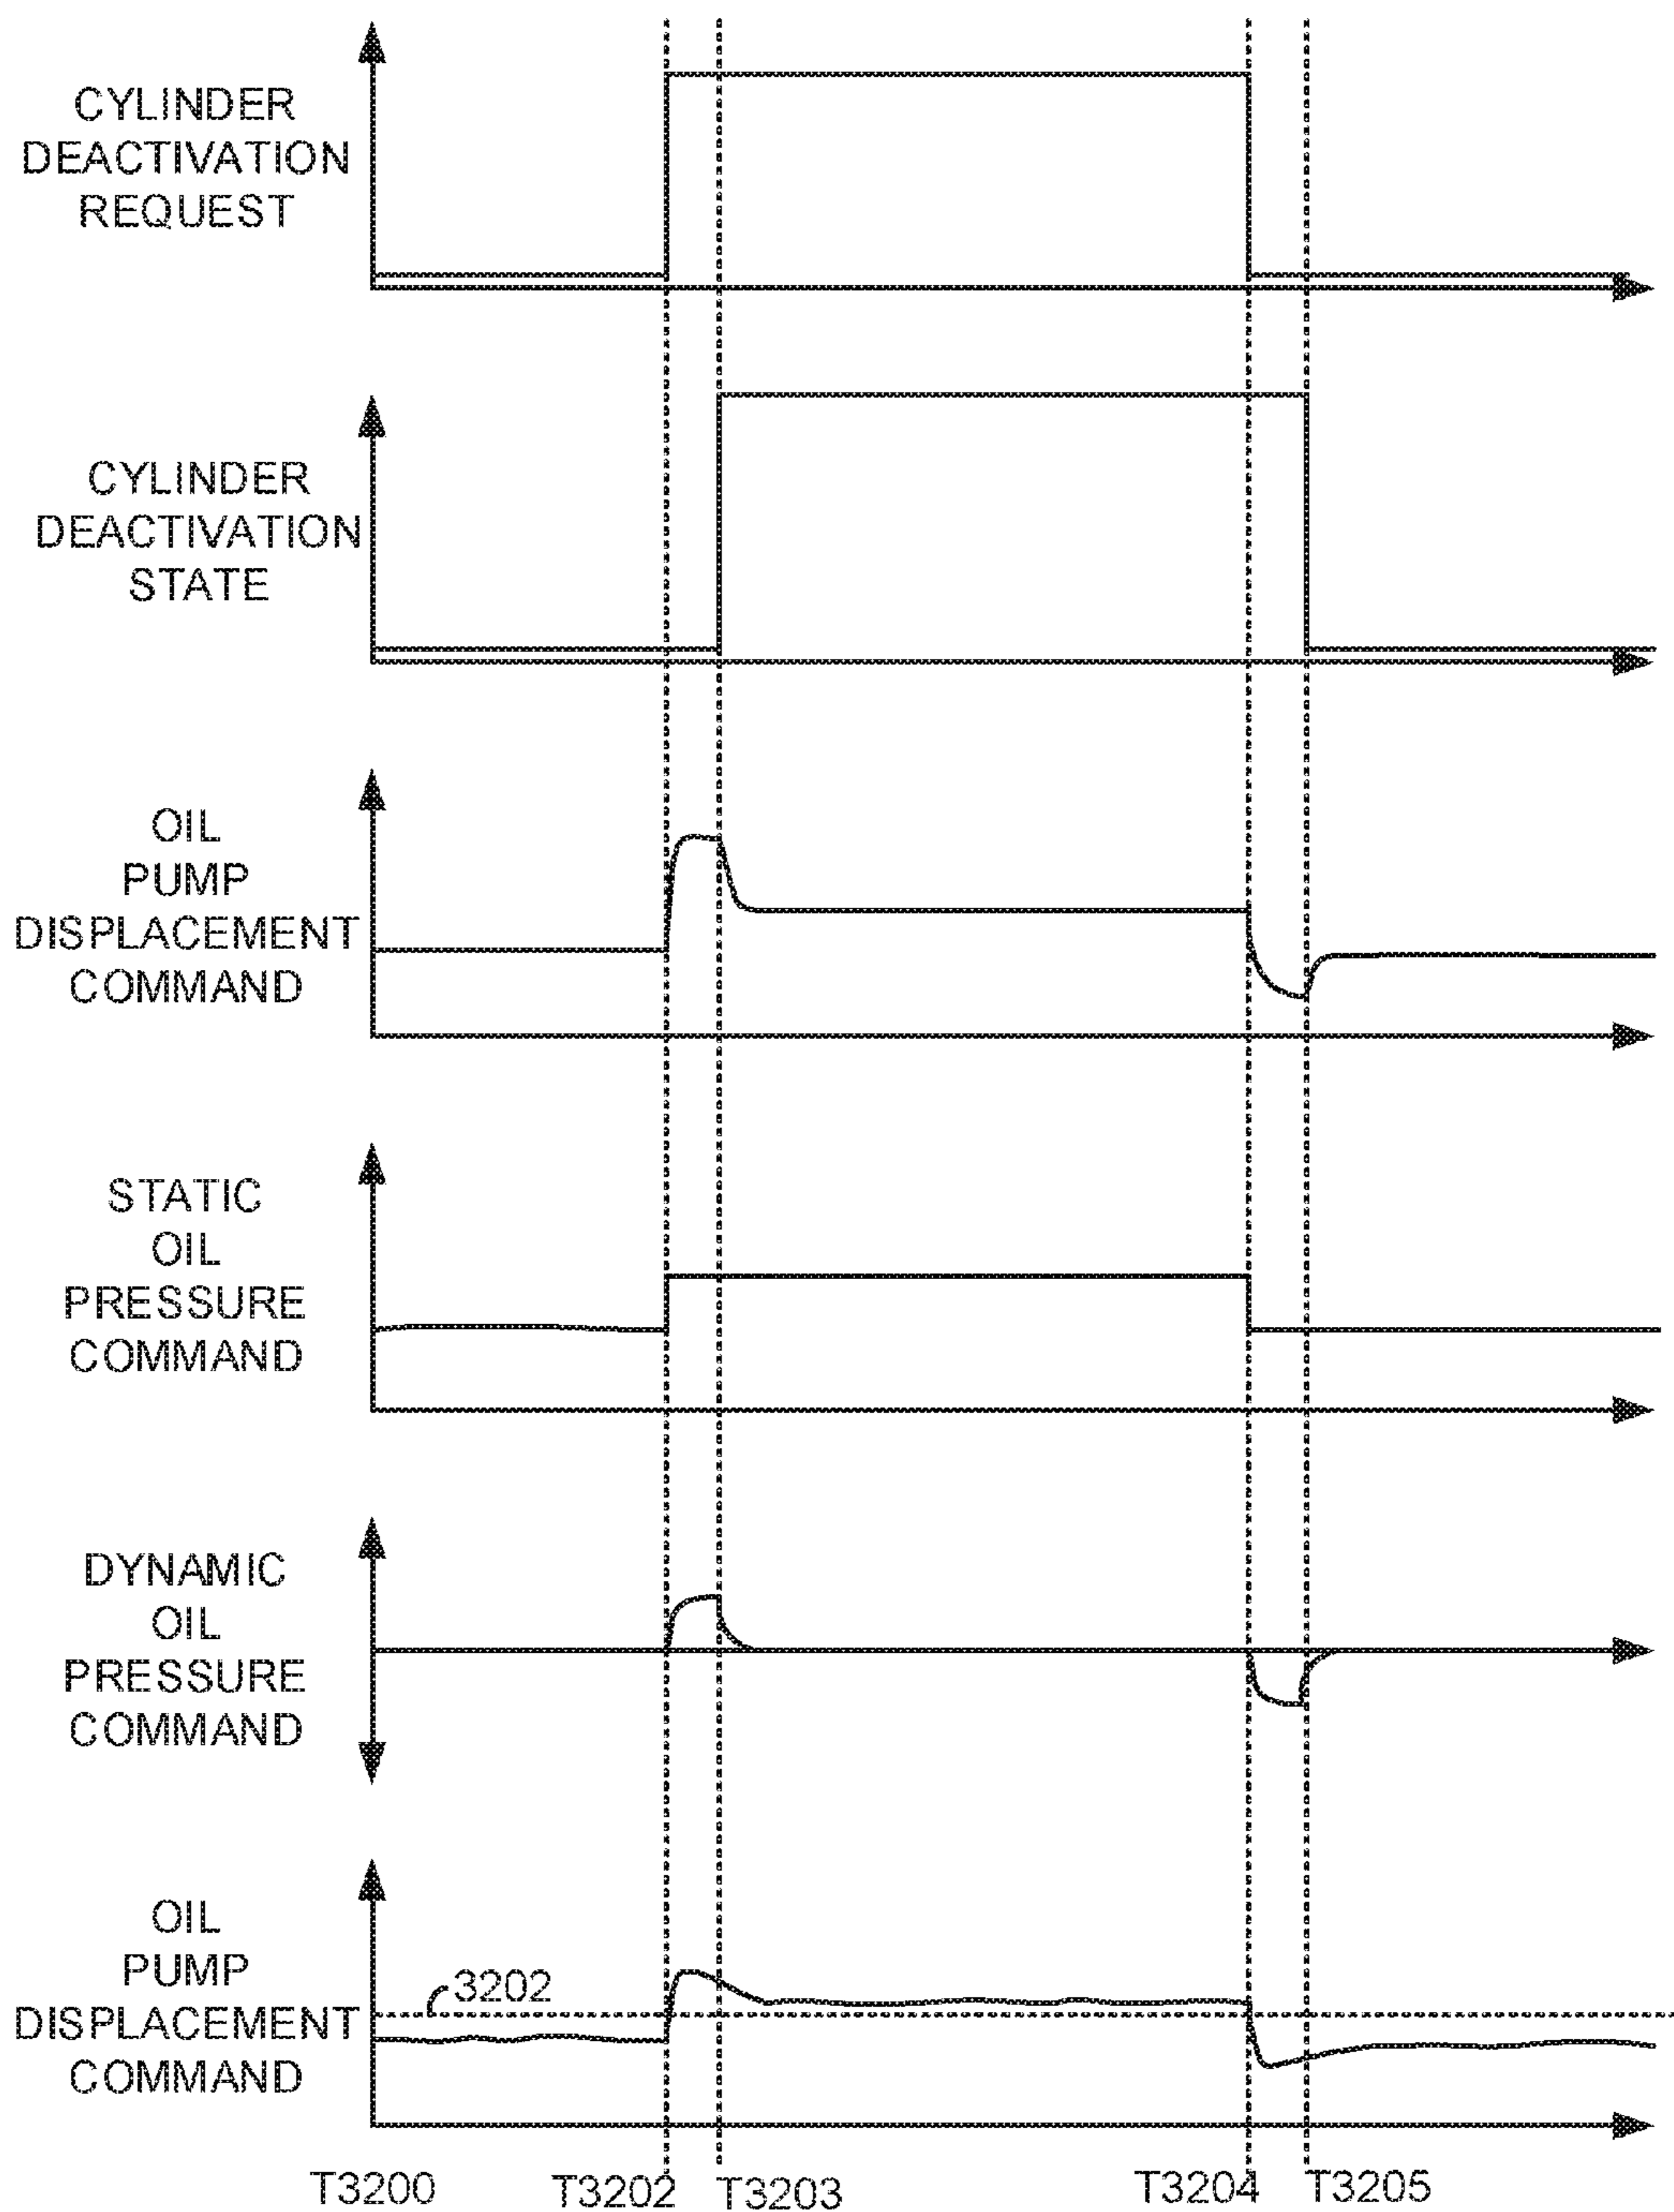 CYLINDER
DEACTIVATION
REQUEST
CYLINDER
DEACTIVATION
STATE
OIL
PUMP
DISPLACEMENT
COMMAND
STATIC
OIL
PRESSURE
COMMAND
DYNAMIC
OIL
PRESSURE
COMMAND
OIL
PUMP
DISPLACEMENT
COMMAND
3202
T3200 T3202 T3203 T3204 T3205